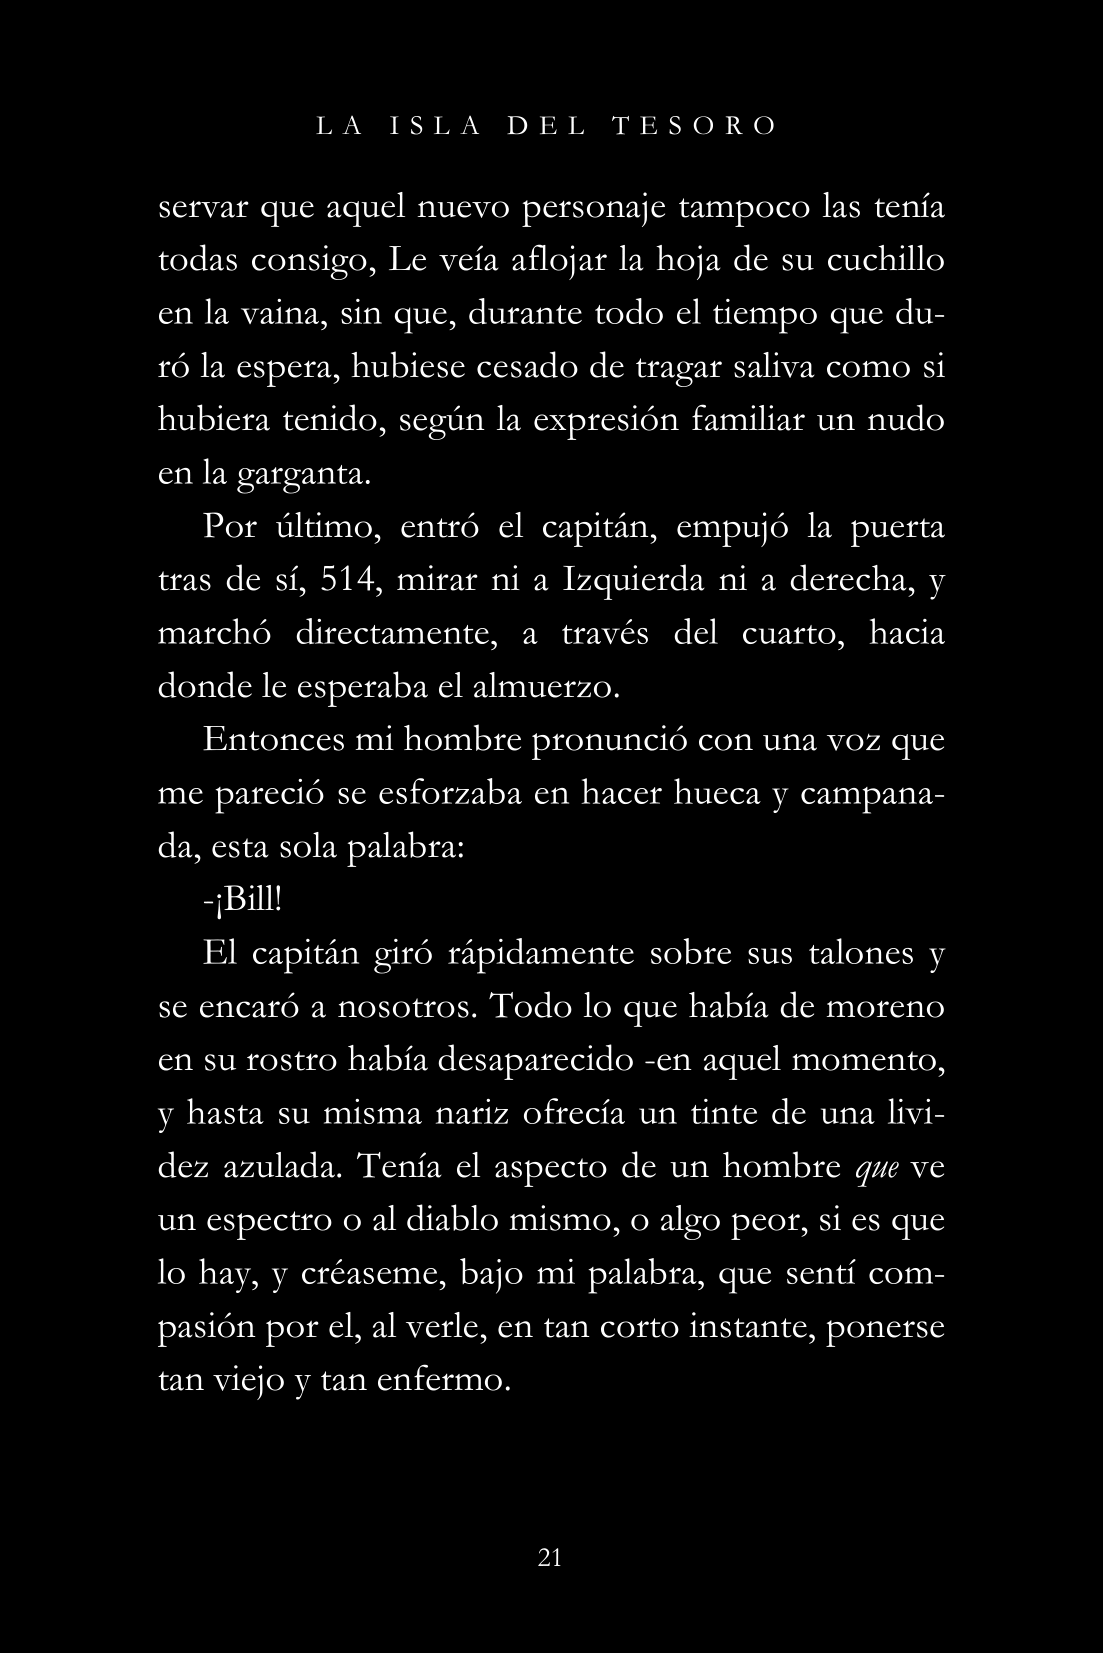 LA ISLA DEL TESORO
servar que aquel nuevo personaje tampoco las tenía
todas consigo, Le veía aflojar la hoja de su cuchillo
en la vaina, sin que, durante todo el tiempo que du-
ró la espera, hubiese cesado de tragar saliva como si
hubiera tenido, según la expresión familiar un nudo
en la garganta.
Por último, entró el capitán, empujó la puerta
tras de sí, 514, mirar ni a Izquierda ni a derecha, y
marchó directamente, a través del cuarto, hacia
donde le esperaba el almuerzo.
Entonces mi hombre pronunció con una voz que
me pareció se esforzaba en hacer hueca y campana-
da, esta sola palabra:
-¡Bill!
El capitán giró rápidamente sobre sus talones y
se encaró a nosotros. Todo lo que había de moreno
en su rostro había desaparecido -en aquel momento,
y hasta su misma nariz ofrecía un tinte de una livi-
dez azulada. Tenía el aspecto de un hombre que ve
un espectro o al diablo mismo, o algo peor, si es que
lo hay, y créaseme, bajo mi palabra, que sentí com-
pasión por el, al verle, en tan corto instante, ponerse
tan viejo y tan enfermo.
21